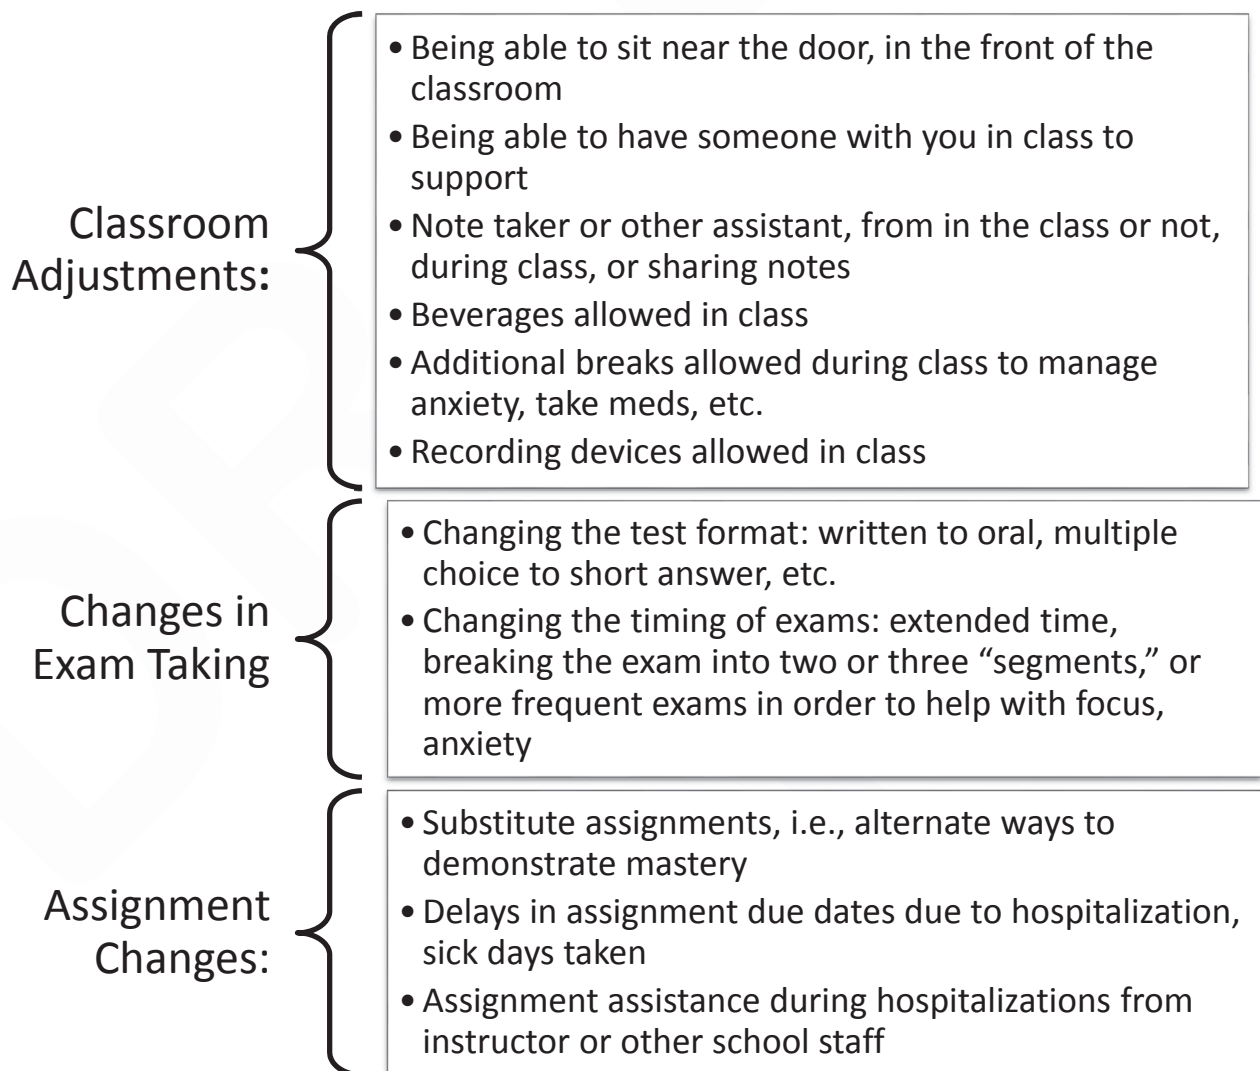 Classroom
Adjustments:
• Being able to sit near the door, in the front of the
classroom
• Being able to have someone with you in class to
support
• Note taker or other assistant, from in the class or not,
during class, or sharing notes
• Beverages allowed in class
• Additional breaks allowed during class to manage
anxiety, take meds, etc.
• Recording devices allowed in class
Changes in
Exam Taking
• Changing the test format: written to oral, multiple
choice to short answer, etc.
• Changing the timing of exams: extended time,
breaking the exam into two or three “segments,” or
more frequent exams in order to help with focus,
anxiety
Assignment
Changes:
• Substitute assignments, i.e., alternate ways to
demonstrate mastery
• Delays in assignment due dates due to hospitalization,
sick days taken
• Assignment assistance during hospitalizations from
instructor or other school staff